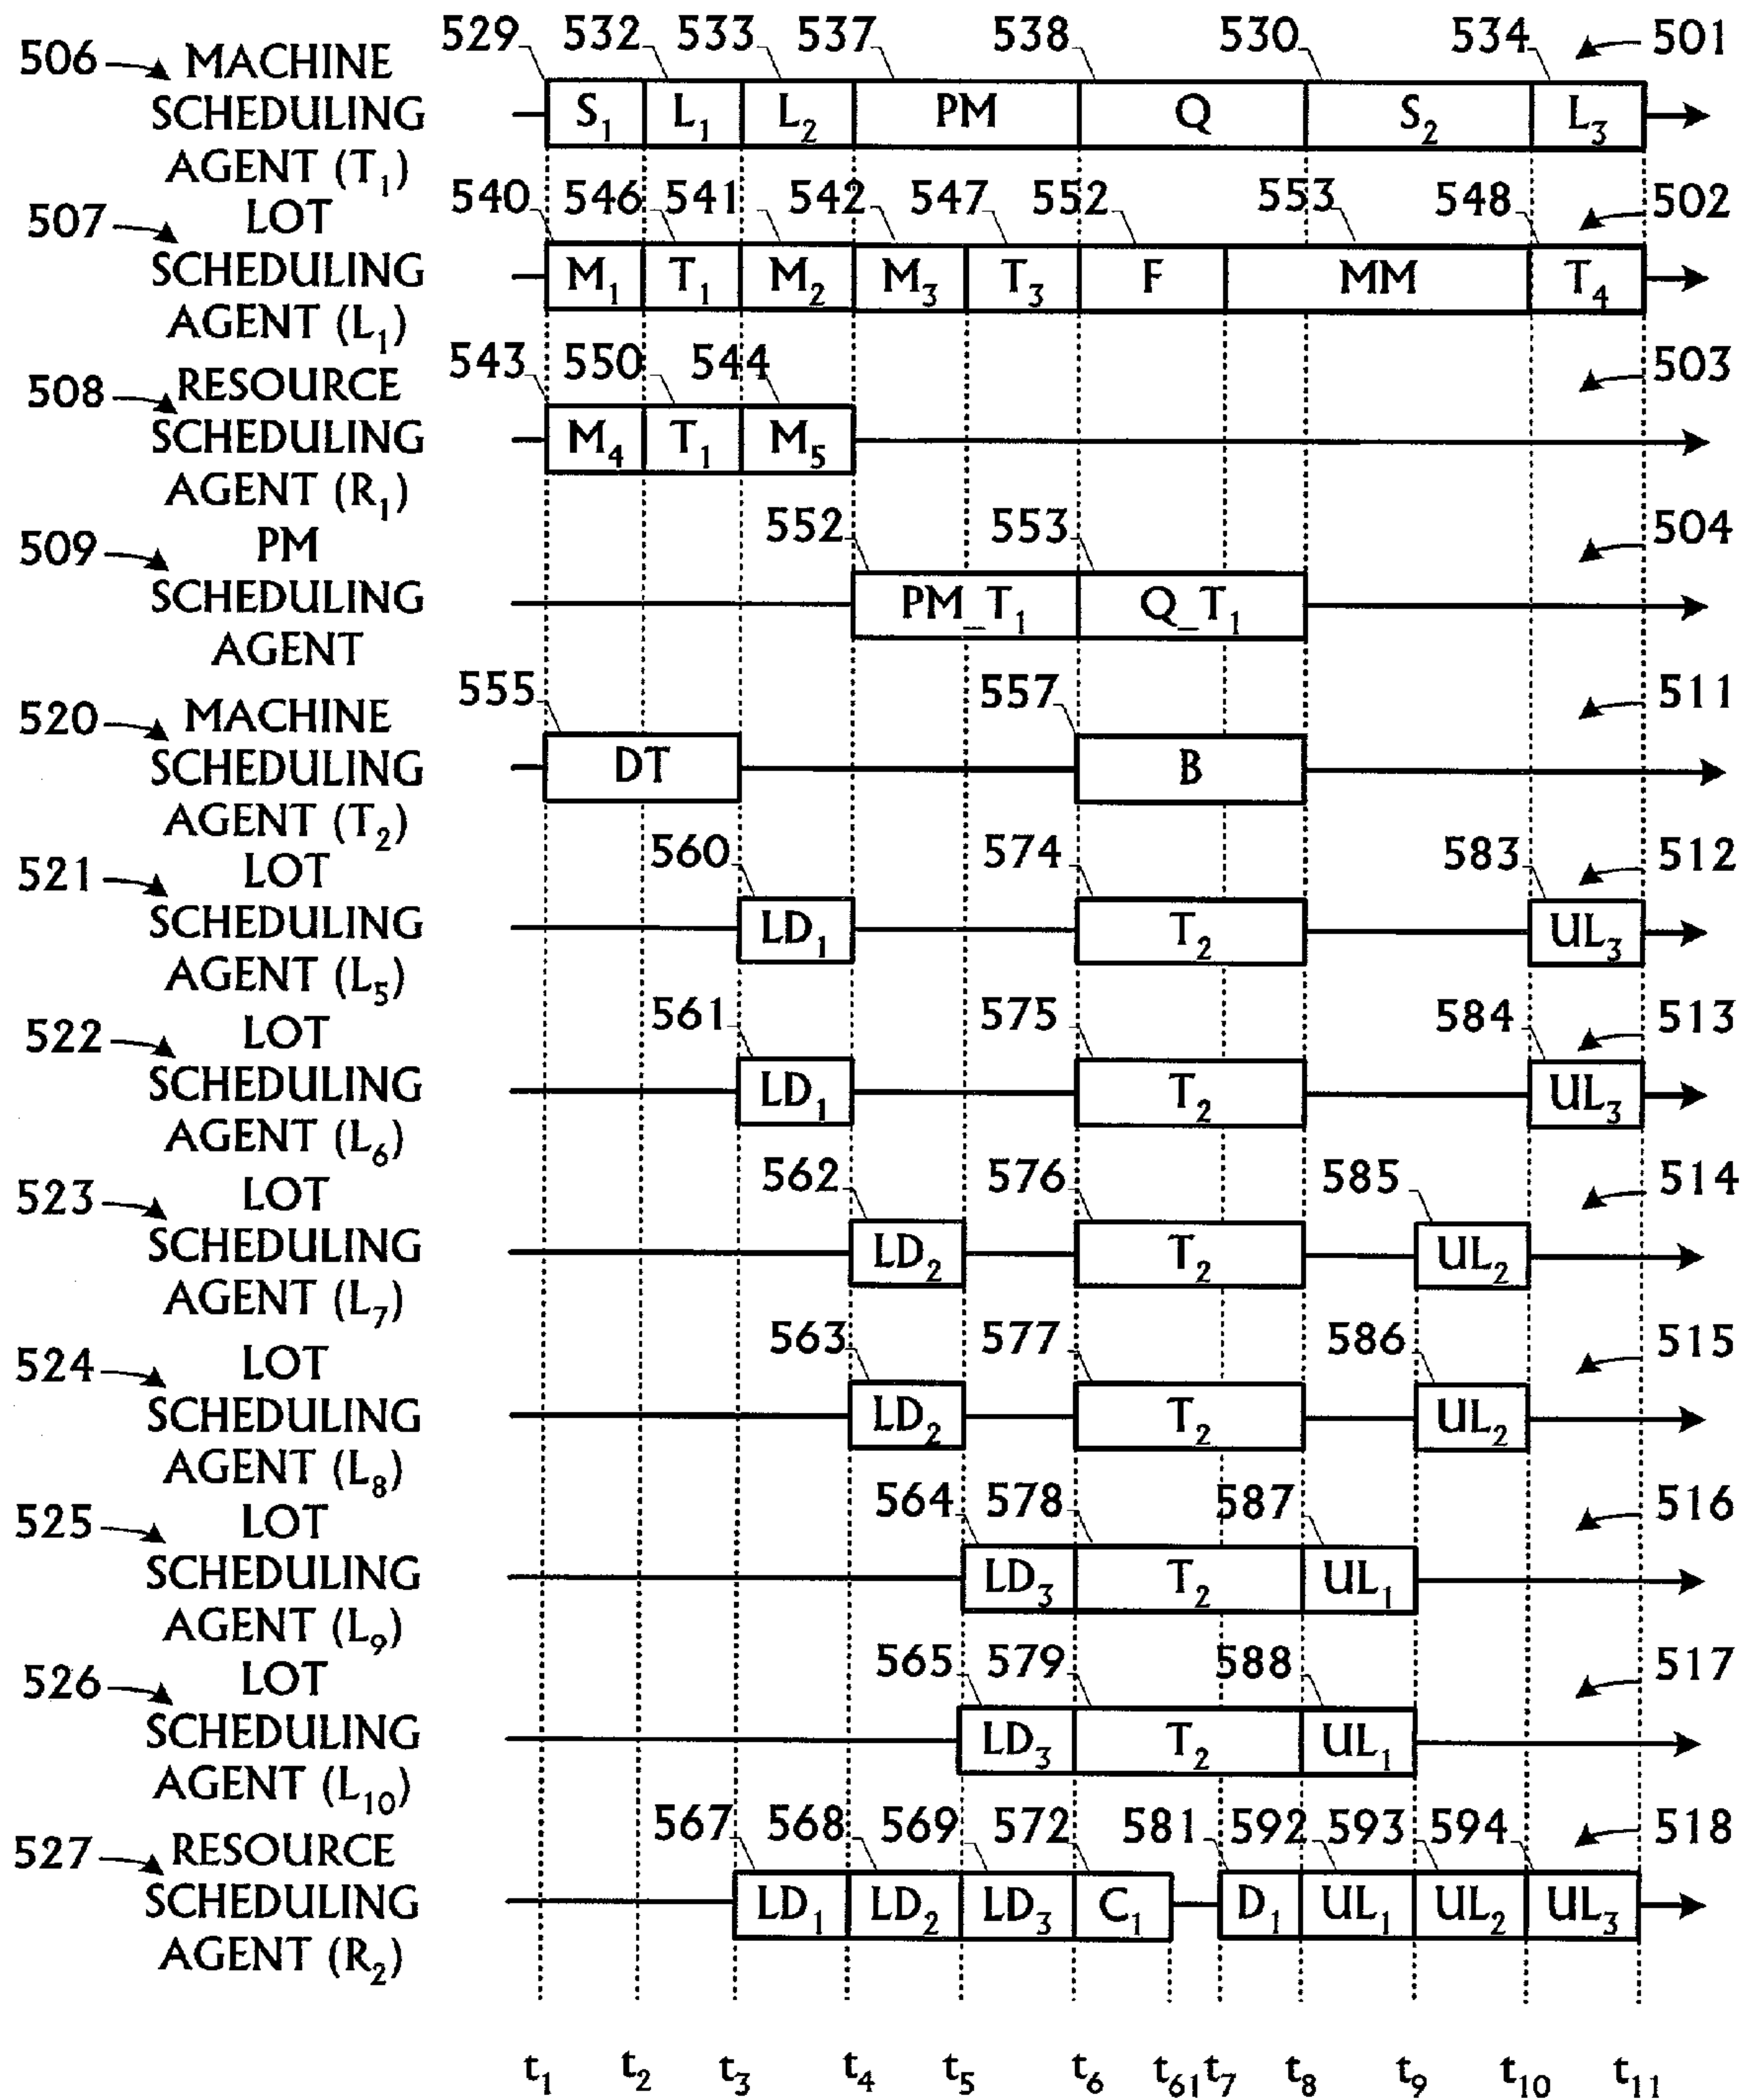 529 532 533 537 538 530 534 501
506 MACHINE
SCHEDULING
AGENT (T₁)
S₁ L₁ L₂ PM Q S₂ L₃
540 546 541 542 547 552 553 548 502
507 LOT
SCHEDULING
AGENT (L₁)
M₁ T₁ M₂ M₃ T₃ F MM T₄
543 550 544 503
508 RESOURCE
SCHEDULING
AGENT (R₁)
M₄ T₁ M₅
552 553 504
509 PM
SCHEDULING
AGENT
PM_T₁ Q_T₁
555 557 511
520 MACHINE
SCHEDULING
AGENT (T₂)
DT B
560 574 583 512
521 LOT
SCHEDULING
AGENT (L₅)
LD₁ T₂ UL₃
561 575 584 513
522 LOT
SCHEDULING
AGENT (L₆)
LD₁ T₂ UL₃
562 576 585 514
523 LOT
SCHEDULING
AGENT (L₇)
LD₂ T₂ UL₂
563 577 586 515
524 LOT
SCHEDULING
AGENT (L₈)
LD₂ T₂ UL₂
564 578 587 516
525 LOT
SCHEDULING
AGENT (L₉)
LD₃ T₂ UL₁
565 579 588 517
526 LOT
SCHEDULING
AGENT (L₁₀)
LD₃ T₂ UL₁
567 568 569 572 581 592 593 594 518
527 RESOURCE
SCHEDULING
AGENT (R₂)
LD₁ LD₂ LD₃ C₁ D₁ UL₁ UL₂ UL₃
t₁ t₂ t₃ t₄ t₅ t₆ t₆₁ t₇ t₈ t₉ t₁₀ t₁₁